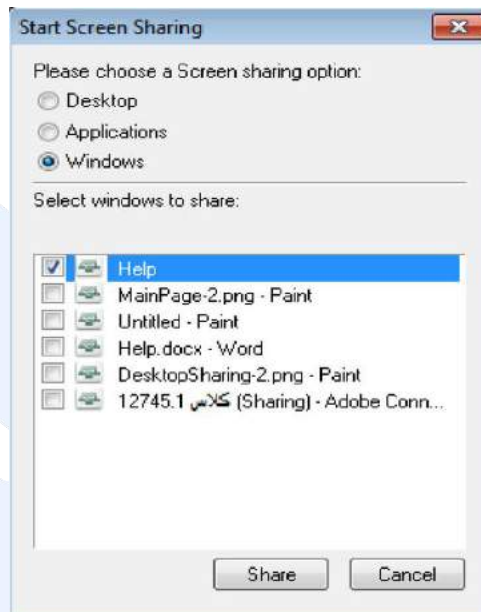 Start Screen Sharing
Please choose a Screen sharing option:
Desktop
Applications
Windows
Select windows to share:
Help
MainPage-2.png - Paint
Untitled - Paint
Help.docx - Word
DesktopSharing-2.png - Paint
12745.1 کلاس (Sharing) - Adobe Conn...
Share Cancel